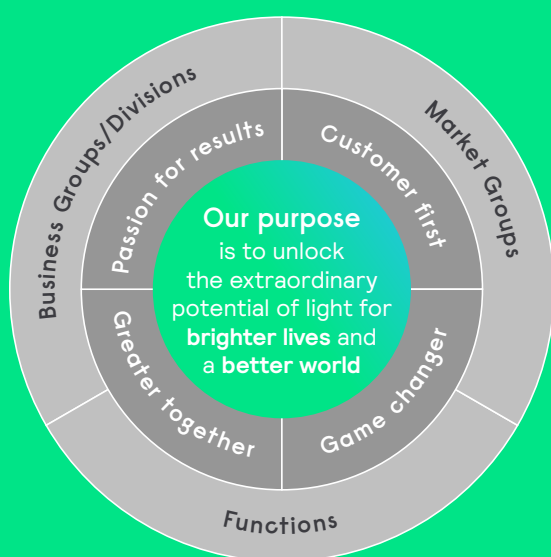 Business Groups/Divisions
Market Groups
Passion for results
Customer first
Our purpose
is to unlock
the extraordinary
potential of light for
brighter lives and
a better world
Greater together
Game changer
Functions